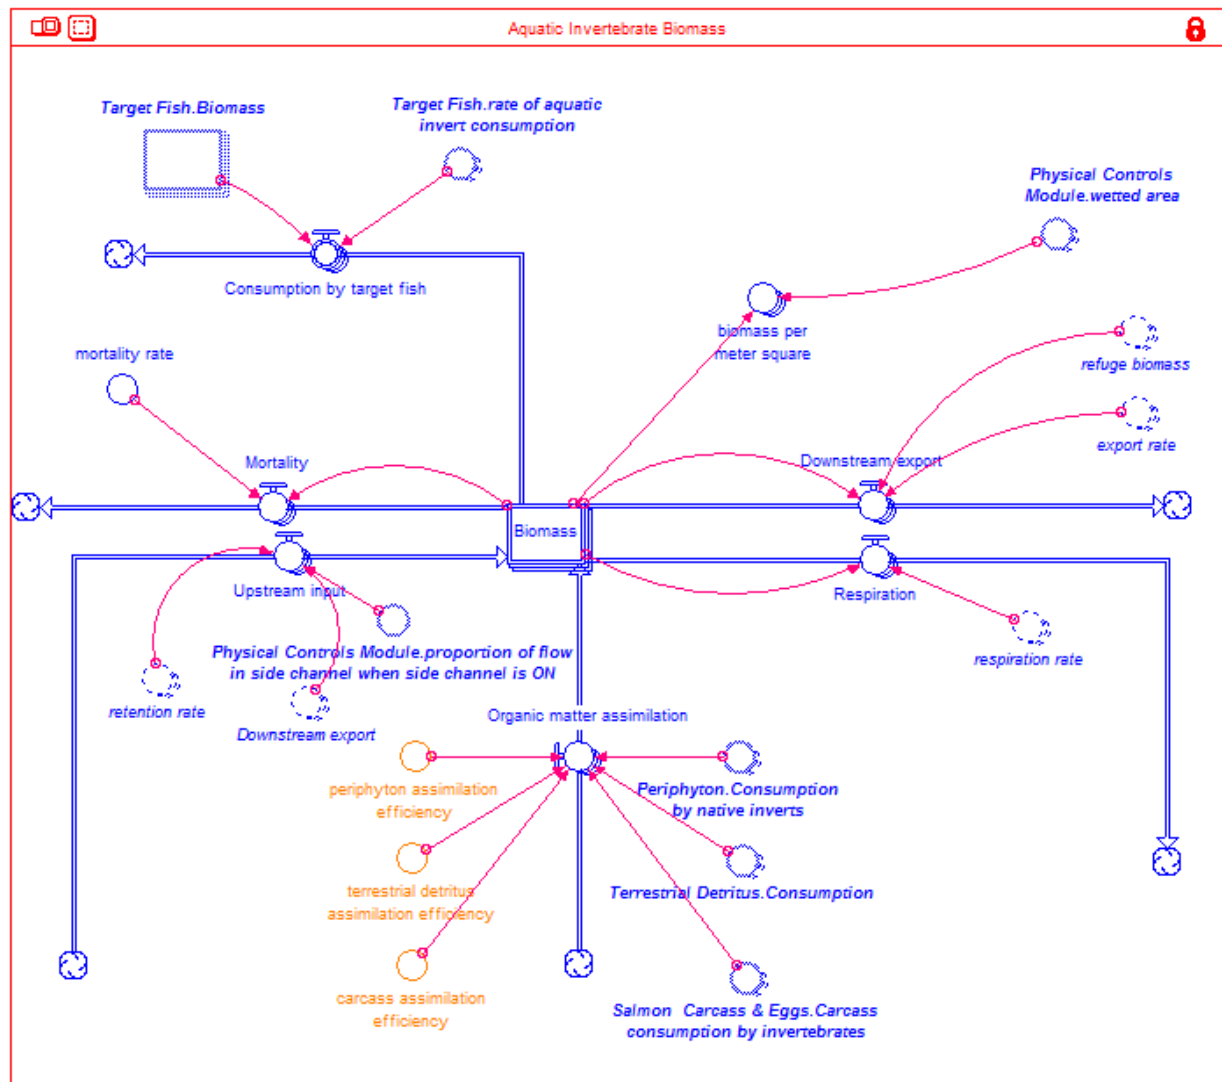 Aquatic Invertebrate Biomass
Target Fish.Biomass
Target Fish.rate of aquatic
invert consumption
Physical Controls
Module.wetted area
Consumption by target fish
biomass per
meter square
mortality rate
refuge biomass
export rate
Mortality
Downstream export
Biomass
Upstream input
Respiration
Physical Controls Module.proportion of flow
in side channel when side channel is ON
respiration rate
retention rate
Downstream export
Organic matter assimilation
periphyton assimilation
efficiency
Periphyton.Consumption
by native inverts
terrestrial detritus
assimilation efficiency
Terrestrial Detritus.Consumption
carcass assimilation
efficiency
Salmon Carcass & Eggs.Carcass
consumption by invertebrates